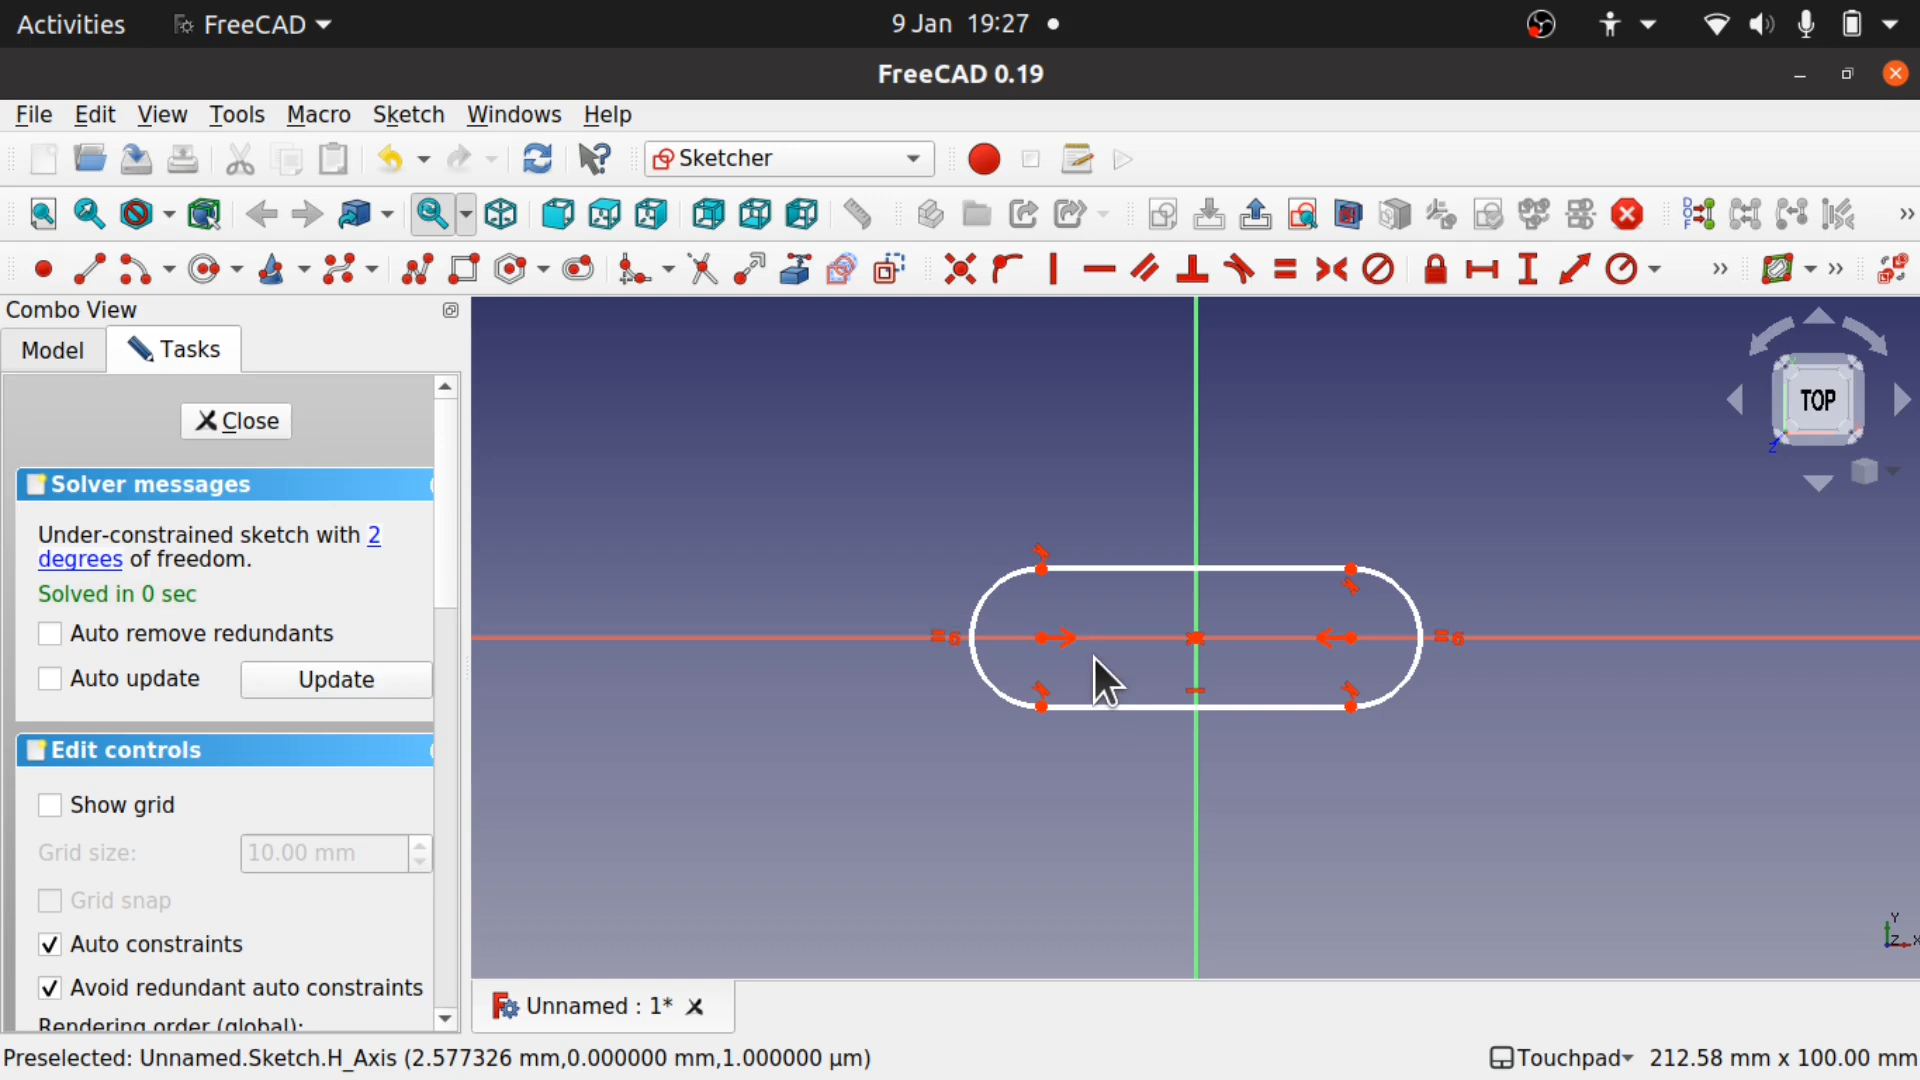 Activities FreeCAD 9 Jan 19:27
FreeCAD 0.19
File Edit View Tools Macro Sketch Windows Help
Sketcher
Combo View
Model Tasks
TOP
Z
Close
Solver messages
Under-constrained sketch with 2
degrees of freedom.
Solved in 0 sec
Auto remove redundants
Auto update Update
= 6 = 6
Edit controls
Show grid
Grid size: 10.00 mm
Grid snap
Auto constraints
Avoid redundant auto constraints
Rendering order (global):
Y
Z X
Unnamed : 1*
Preselected: Unnamed.Sketch.H_Axis (2.577326 mm,0.000000 mm,1.000000 µm) Touchpad 212.58 mm x 100.00 mm